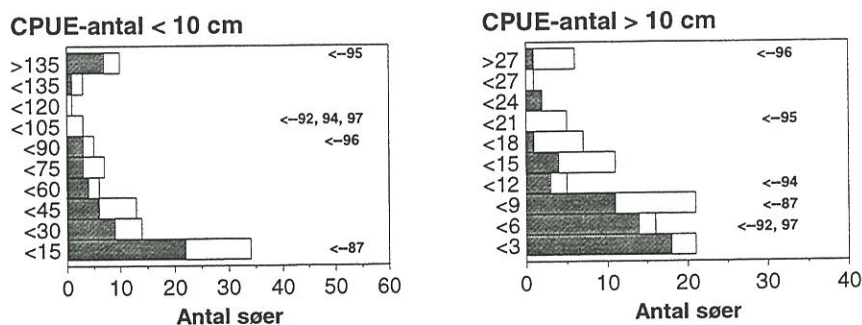 CPUE-antal < 10 cm
>135 <--95
<135
<120
<105 <--92, 94, 97
<90 <--96
<75
<60
<45
<30
<15 <--87
0 10 20 30 40 50 60
Antal søer
CPUE-antal > 10 cm
>27 <--96
<27
<24
<21 <--95
<18
<15
<12 <--94
<9 <--87
<6 <--92, 97
<3
0 10 20 30 40
Antal søer